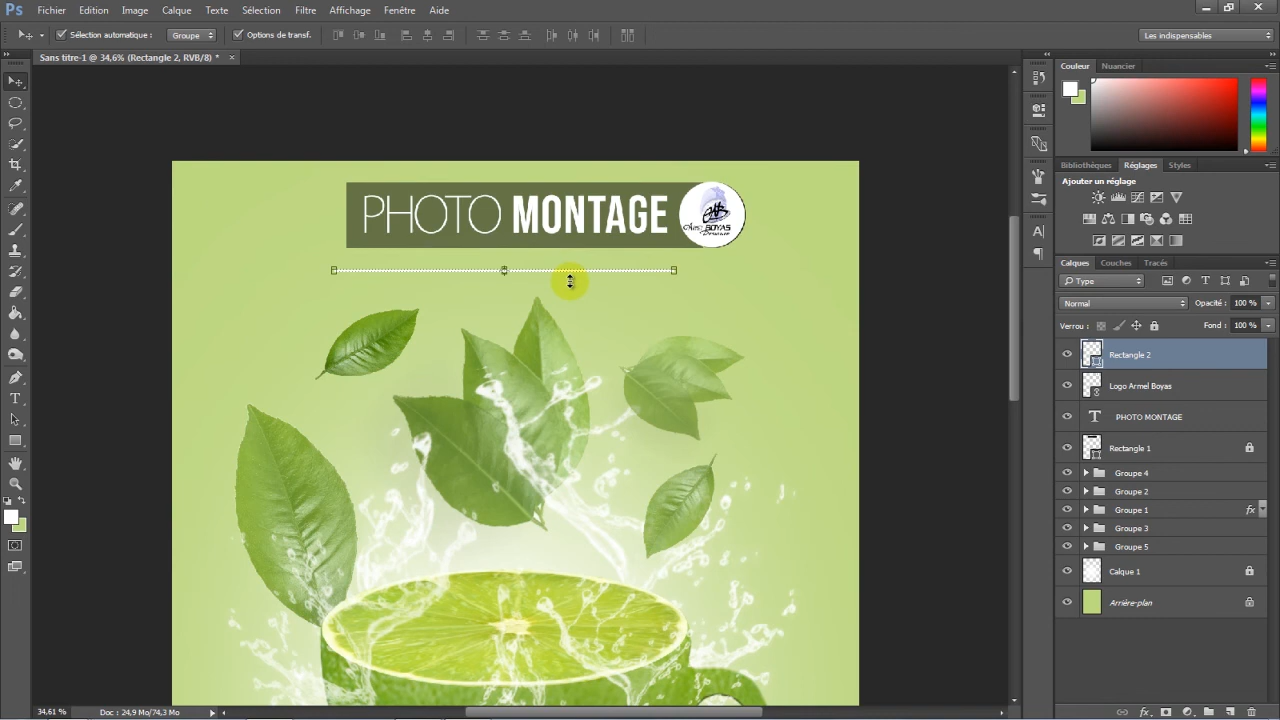 Ps Fichier Edition Image Calque Texte Sélection Filtre Affichage Fenêtre Aide
Sélection automatique : Groupe Options de transf. Les indispensables
Sans titre-1 @ 34,6% (Rectangle 2, RVB/8) * ×
Couleur Nuancier
Bibliothèques Réglages Styles
Ajouter un réglage
PHOTO MONTAGE
BOYAS
Calques Couches Tracés
Type
Normal Opacité : 100 %
Verrou : Fond : 100 %
Rectangle 2
Logo Armel Boyas
T PHOTO MONTAGE
Rectangle 1
Groupe 4
Groupe 2
Groupe 1 fx
Groupe 3
Groupe 5
Calque 1
Arrière-plan
34,61 % Doc : 24,9 Mo/74,3 Mo